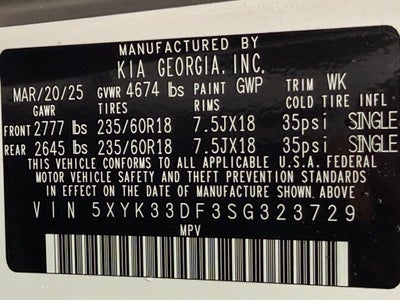 MANUFACTURED BY
KIA GEORGIA, INC.
MAR/20/25 GVWR 4674 lbs PAINT GWP TRIM WK
GAWR TIRES RIMS COLD TIRE INFL
FRONT 2777 lbs 235/60R18 7.5JX18 35psi SINGLE
REAR 2645 lbs 235/60R18 7.5JX18 35psi SINGLE
THIS VEHICLE CONFORMS TO ALL APPLICABLE U.S.A. FEDERAL
MOTOR VEHICLE SAFETY AND THEFT PREVENTION STANDARDS
IN EFFECT ON THE DATE OF MANUFACTURE SHOWN ABOVE
VIN 5XYK33DF3SG323729
MPV